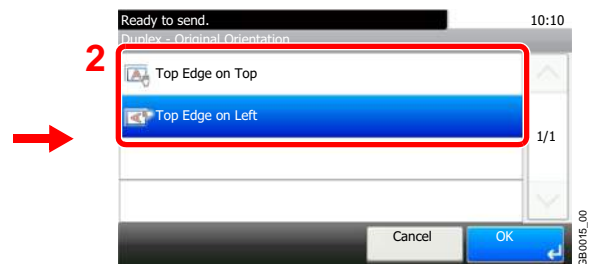 Ready to send.
10:10
Duplex - Original Orientation
2
Top Edge on Top
Top Edge on Left
1/1
Cancel
OK
GB0015_00